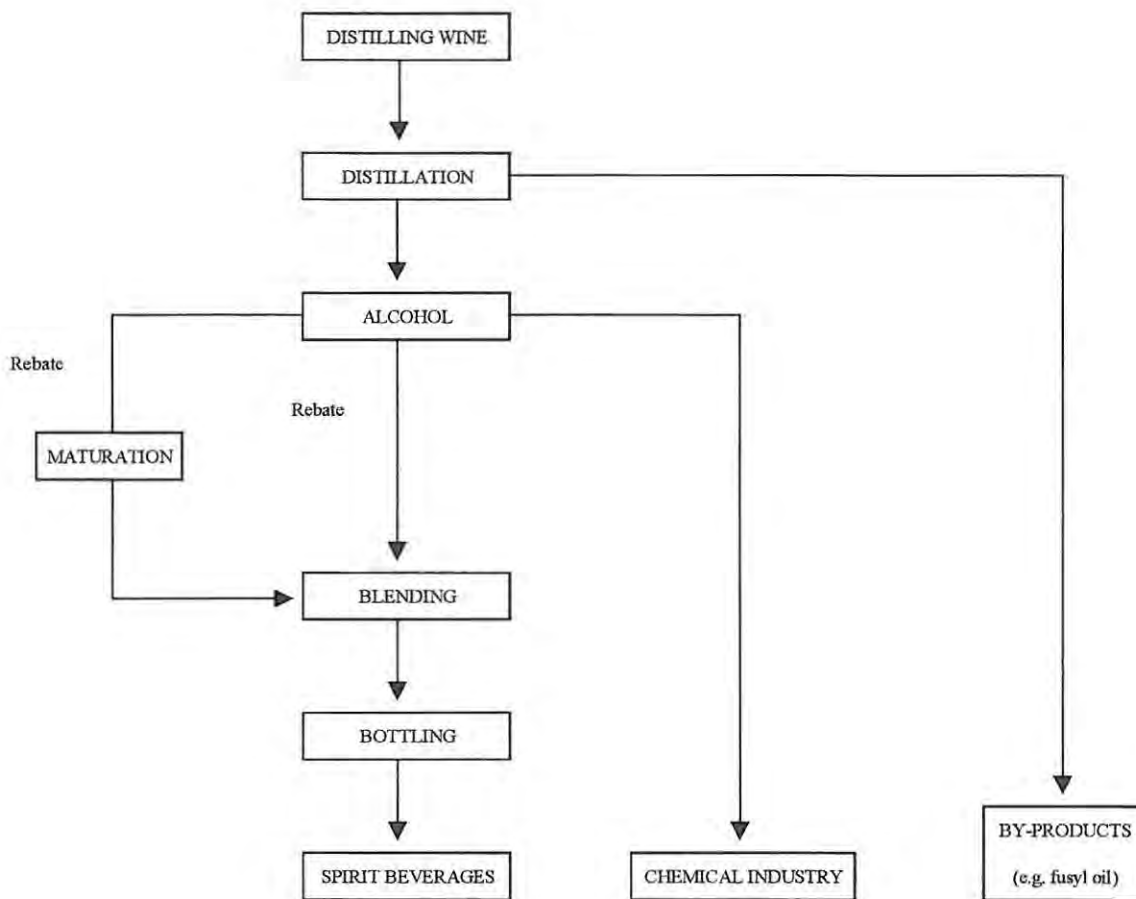 DISTILLING WINE
DISTILLATION
ALCOHOL
Rebate
Rebate
MATURATION
BLENDING
BOTTLING
SPIRIT BEVERAGES
CHEMICAL INDUSTRY
BY-PRODUCTS
(e.g. fusyl oil)